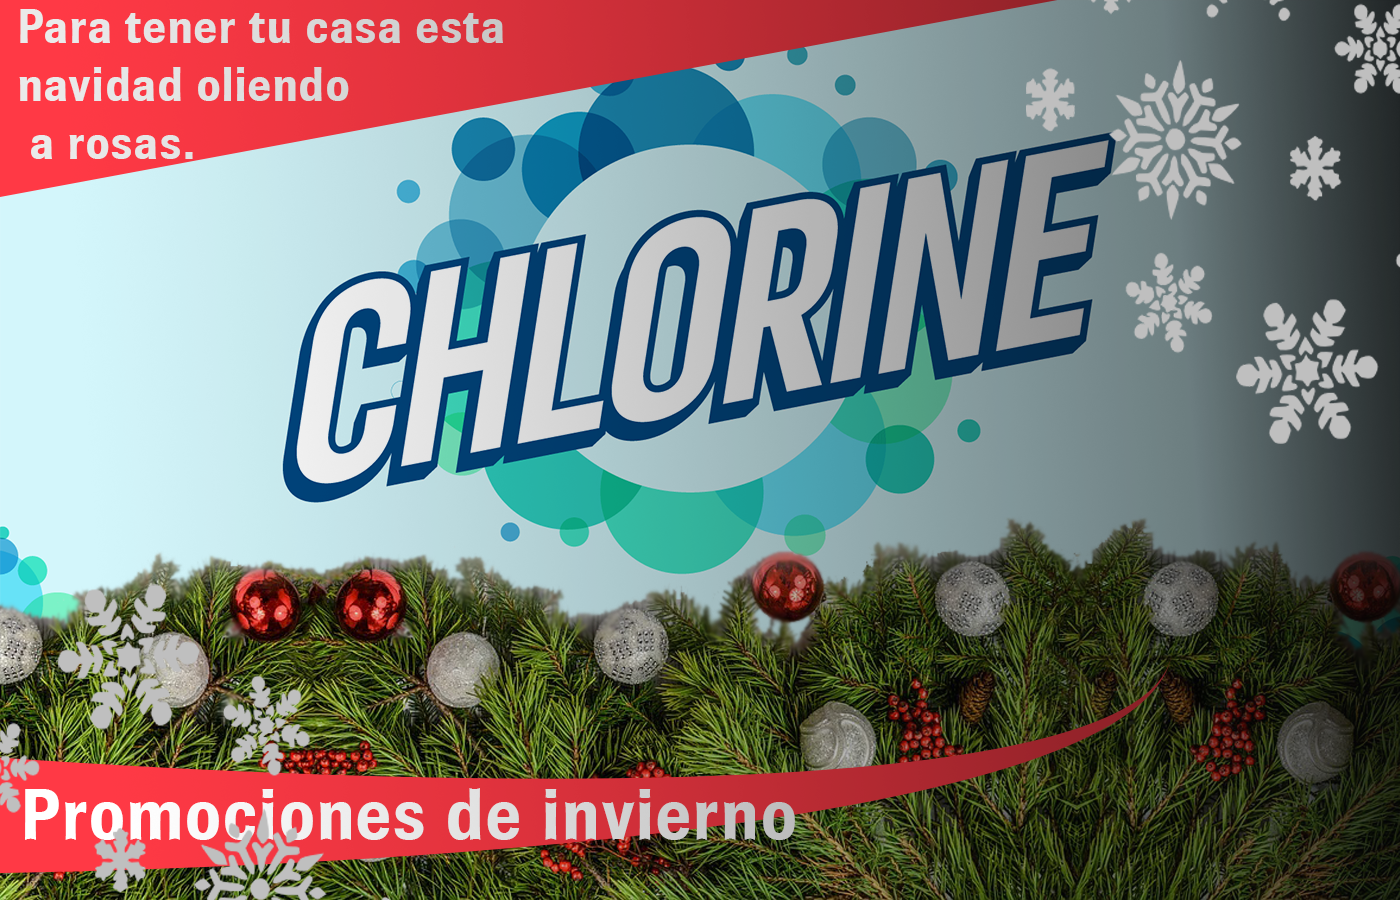 Para tener tu casa esta
navidad oliendo
a rosas.
CHLORINE
Promociones de invierno